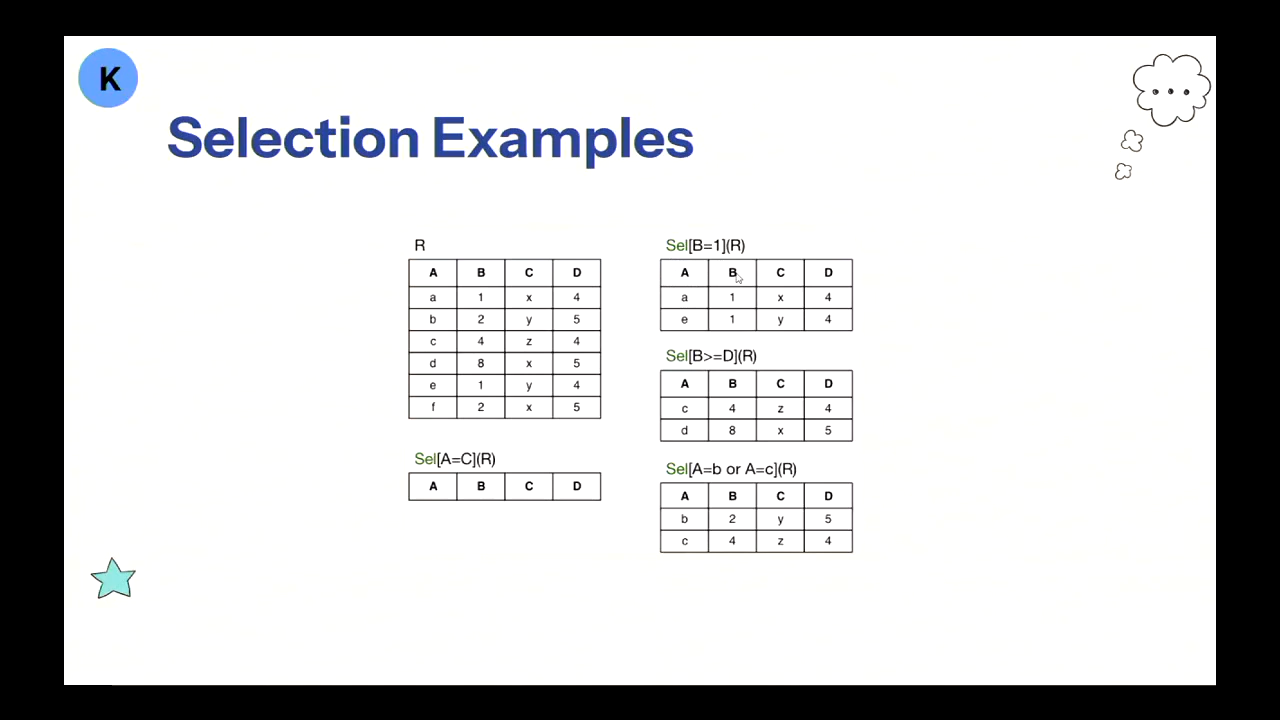 K
Selection Examples
R
A B C D
a 1 x 4
b 2 y 5
c 4 z 4
d 8 x 5
e 1 y 4
f 2 x 5
Sel[A=C](R)
A B C D
Sel[B=1](R)
A B C D
a 1 x 4
e 1 y 4
Sel[B>=D](R)
A B C D
c 4 z 4
d 8 x 5
Sel[A=b or A=c](R)
A B C D
b 2 y 5
c 4 z 4